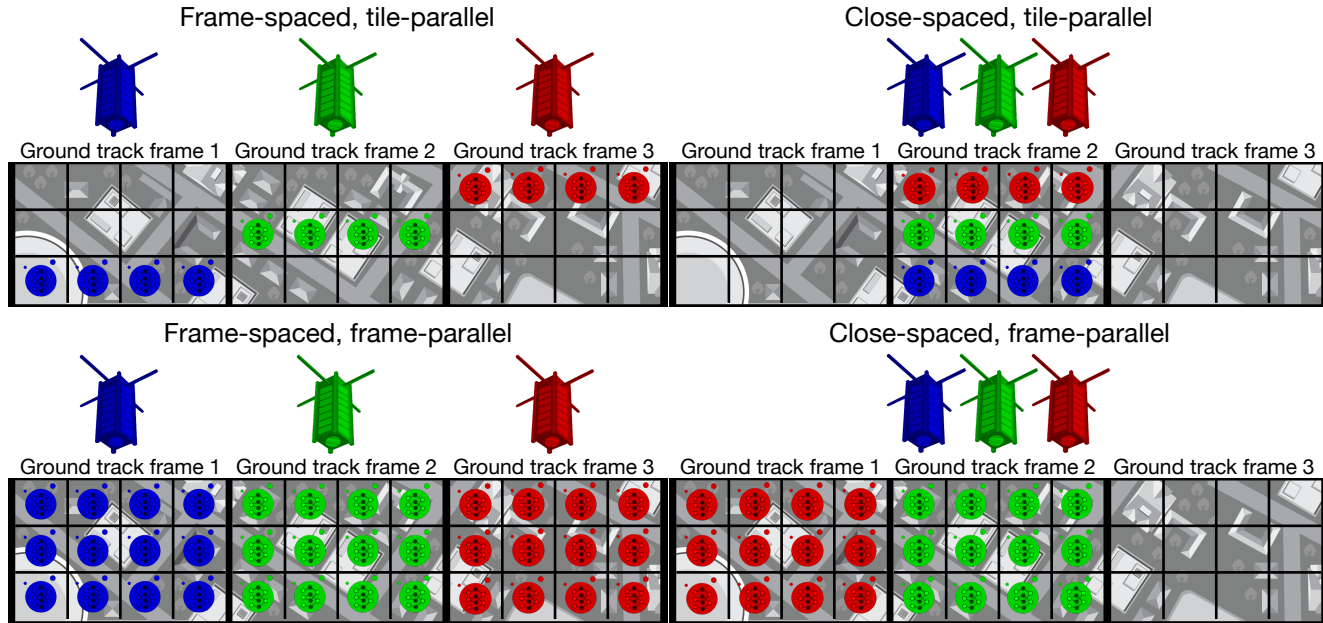 Frame-spaced, tile-parallel
Ground track frame 1
Ground track frame 2
Ground track frame 3
Close-spaced, tile-parallel
Ground track frame 1
Ground track frame 2
Ground track frame 3
Frame-spaced, frame-parallel
Ground track frame 1
Ground track frame 2
Ground track frame 3
Close-spaced, frame-parallel
Ground track frame 1
Ground track frame 2
Ground track frame 3